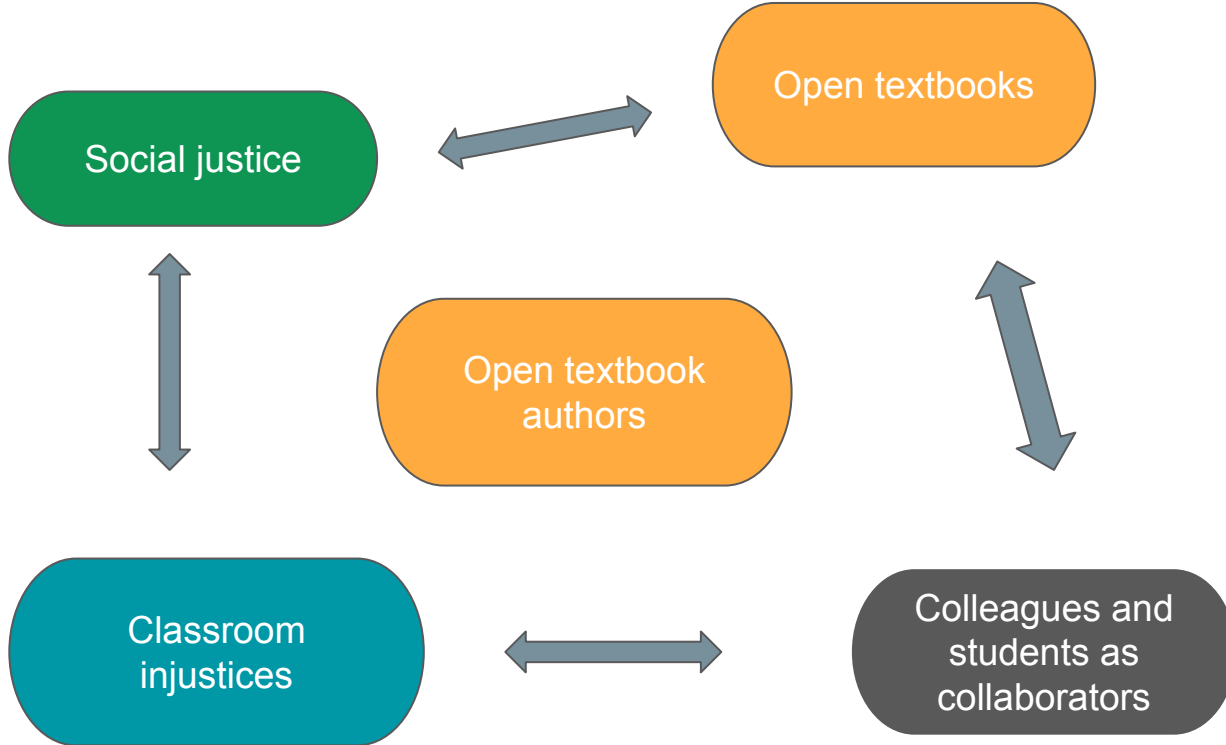 Open textbooks
Social justice
Open textbook
authors
Classroom
injustices
Colleagues and
students as
collaborators